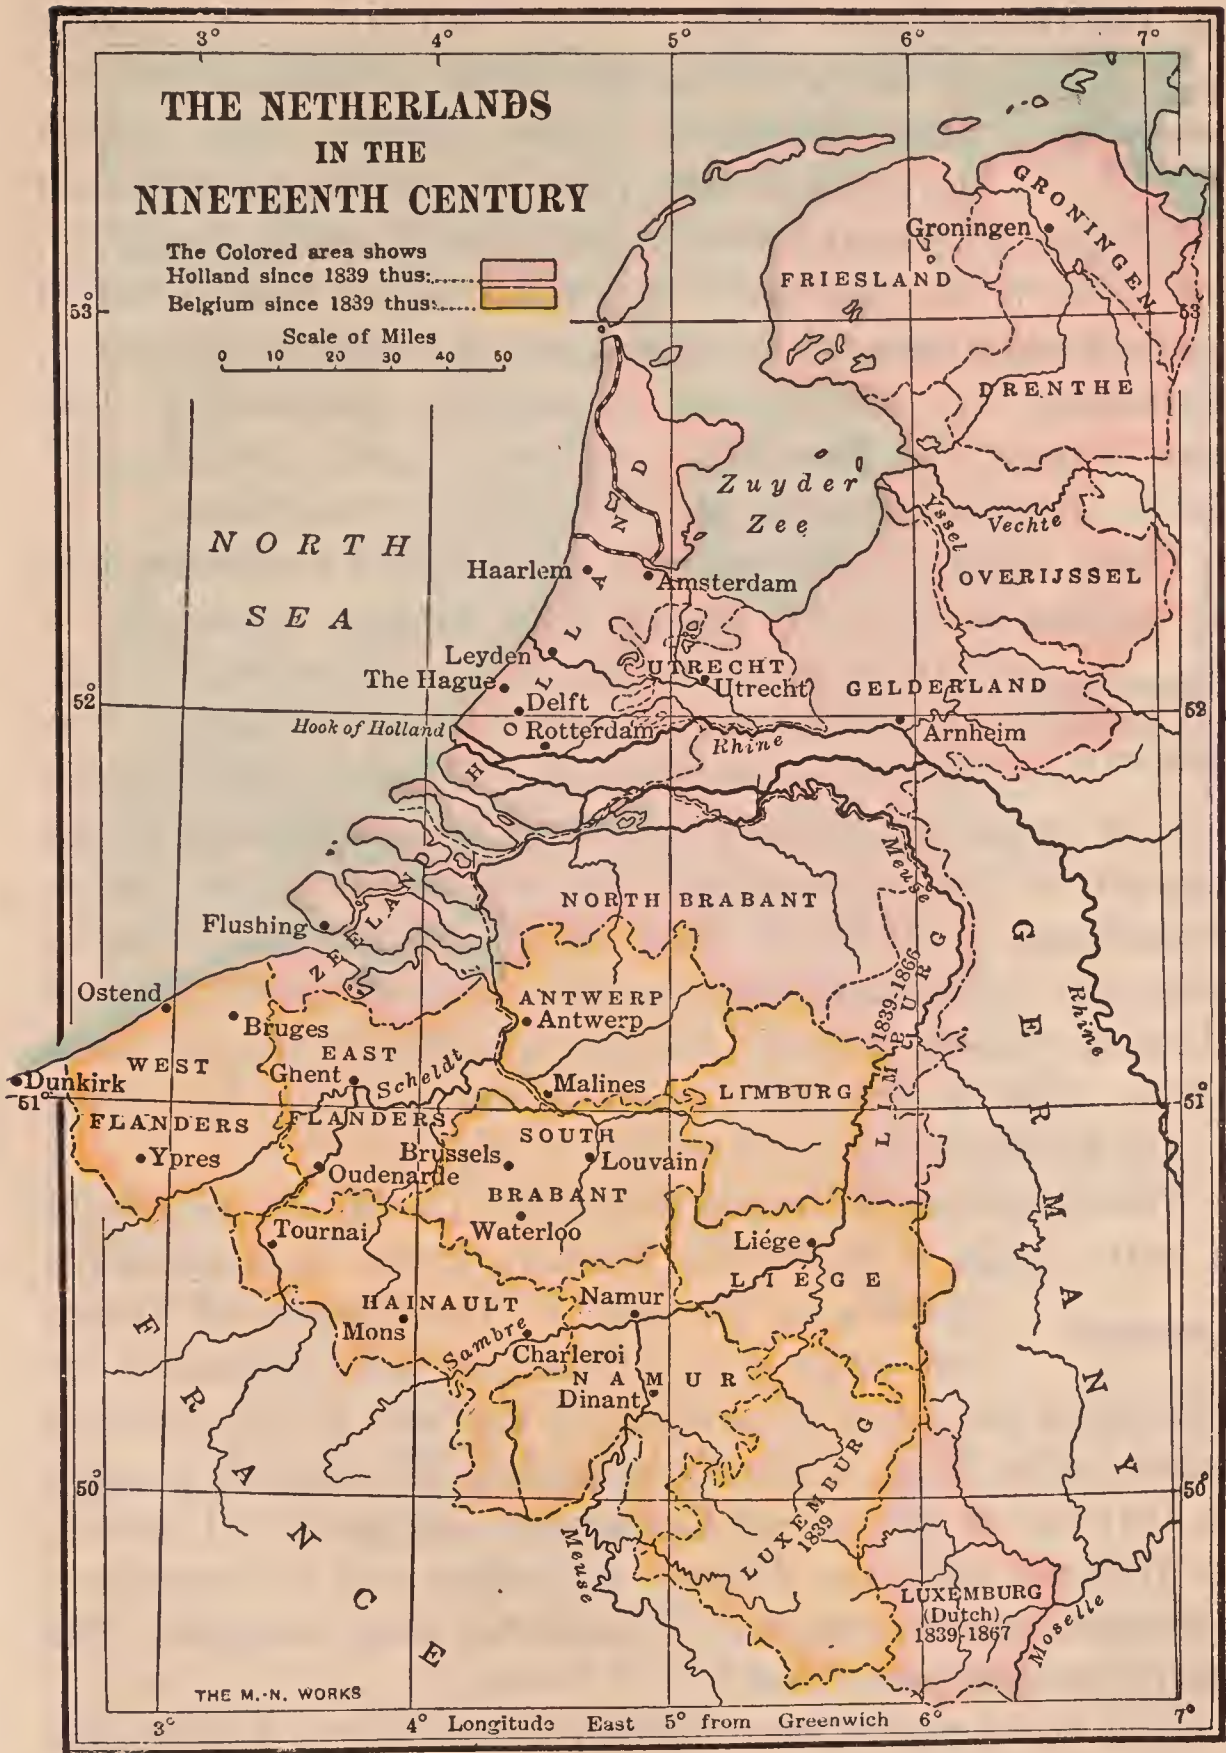 3° 4° 5° 6° 7°
THE NETHERLANDS
IN THE
NINETEENTH CENTURY
The Colored area shows
Holland since 1839 thus:
Belgium since 1839 thus:
Scale of Miles
0 10 20 30 40 50
53°
53
GRONINGEN
Groningen
FRIESLAND
DRENTHE
Zuyder
Zee
NORTH
SEA
Yssel
Vechte
OVERIJSSEL
Haarlem
Amsterdam
HOLLAND
Leyden
UTRECHT
The Hague
Utrecht
GELDERLAND
52°
52
Delft
Hook of Holland
Rotterdam
Rhine
Arnheim
Meuse
ZEELAND
NORTH BRABANT
Flushing
GERMANY
LIMBURG
1839-1866
Rhine
Ostend
Bruges
ANTWERP
Antwerp
WEST
FLANDERS
EAST
FLANDERS
Ghent
Scheldt
Dunkirk
51°
51°
Malines
LIMBURG
Ypres
SOUTH
BRABANT
Brussels
Louvain
Oudenarde
Waterloo
Tournai
Liége
LIÉGE
HAINAULT
Namur
Mons
Sambre
Charleroi
NAMUR
Dinant
FRANCE
LUXEMBURG
1839
50°
50°
Meuse
LUXEMBURG
(Dutch)
1839-1867
Moselle
THE M.-N. WORKS
3° 4° Longitude East 5° from Greenwich 6° 7°